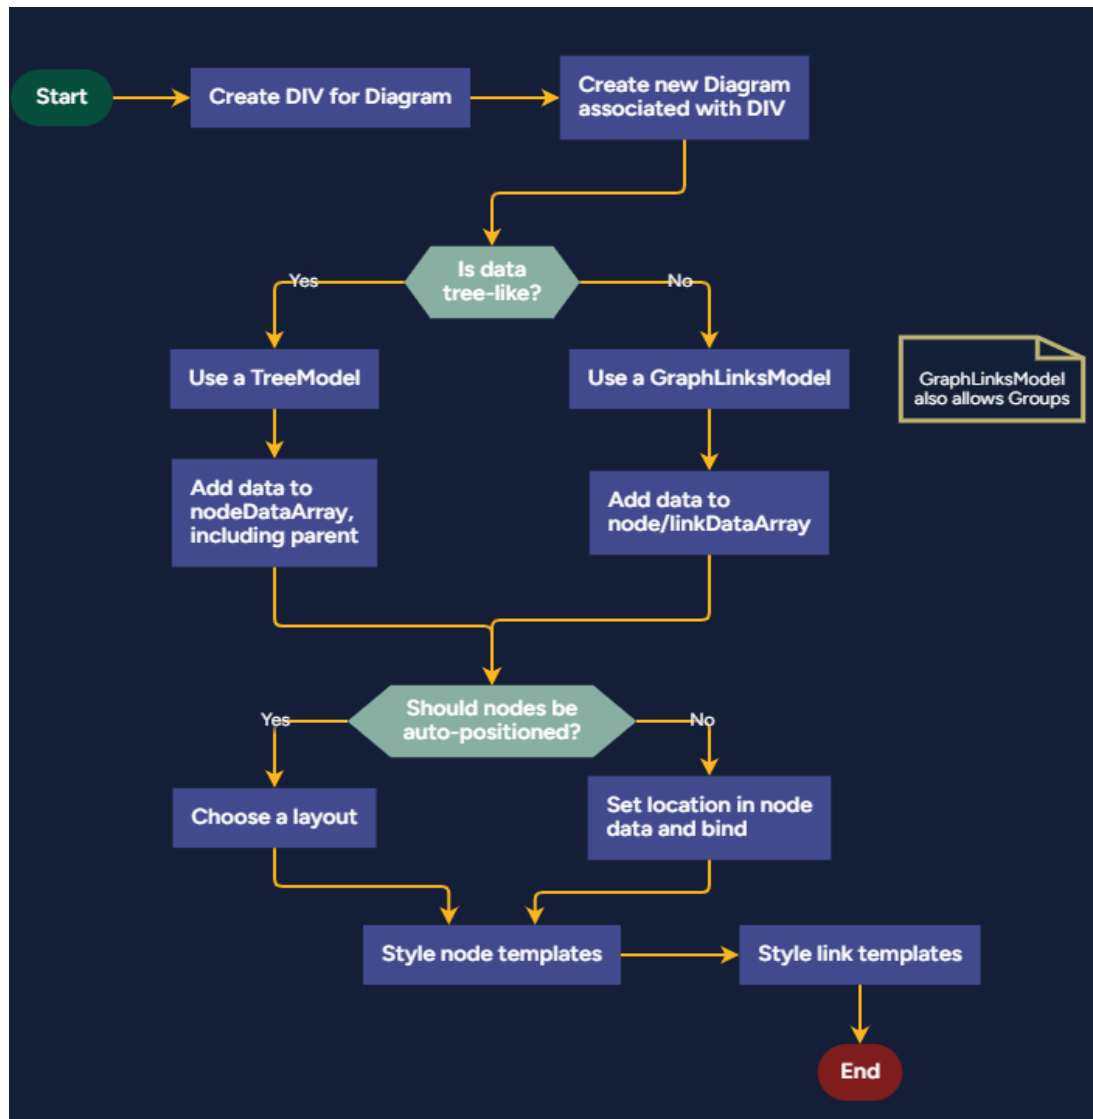 Start
Create DIV for Diagram
Create new Diagram
associated with DIV
Is data
tree-like?
Yes
No
Use a TreeModel
Use a GraphLinksModel
GraphLinksModel
also allows Groups
Add data to
nodeDataArray,
including parent
Add data to
node/linkDataArray
Should nodes be
auto-positioned?
Yes
No
Choose a layout
Set location in node
data and bind
Style node templates
Style link templates
End